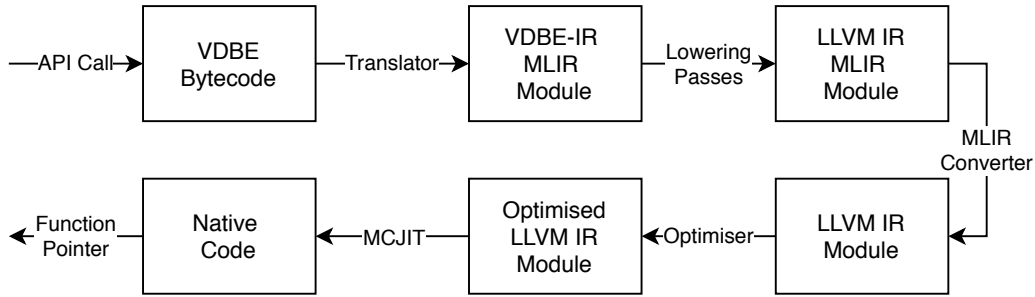 API Call
VDBE
Bytecode
Translator
VDBE-IR
MLIR
Module
Lowering
Passes
LLVM IR
MLIR
Module
MLIR
Converter
LLVM IR
Module
Optimiser
Optimised
LLVM IR
Module
MCJIT
Native
Code
Function
Pointer